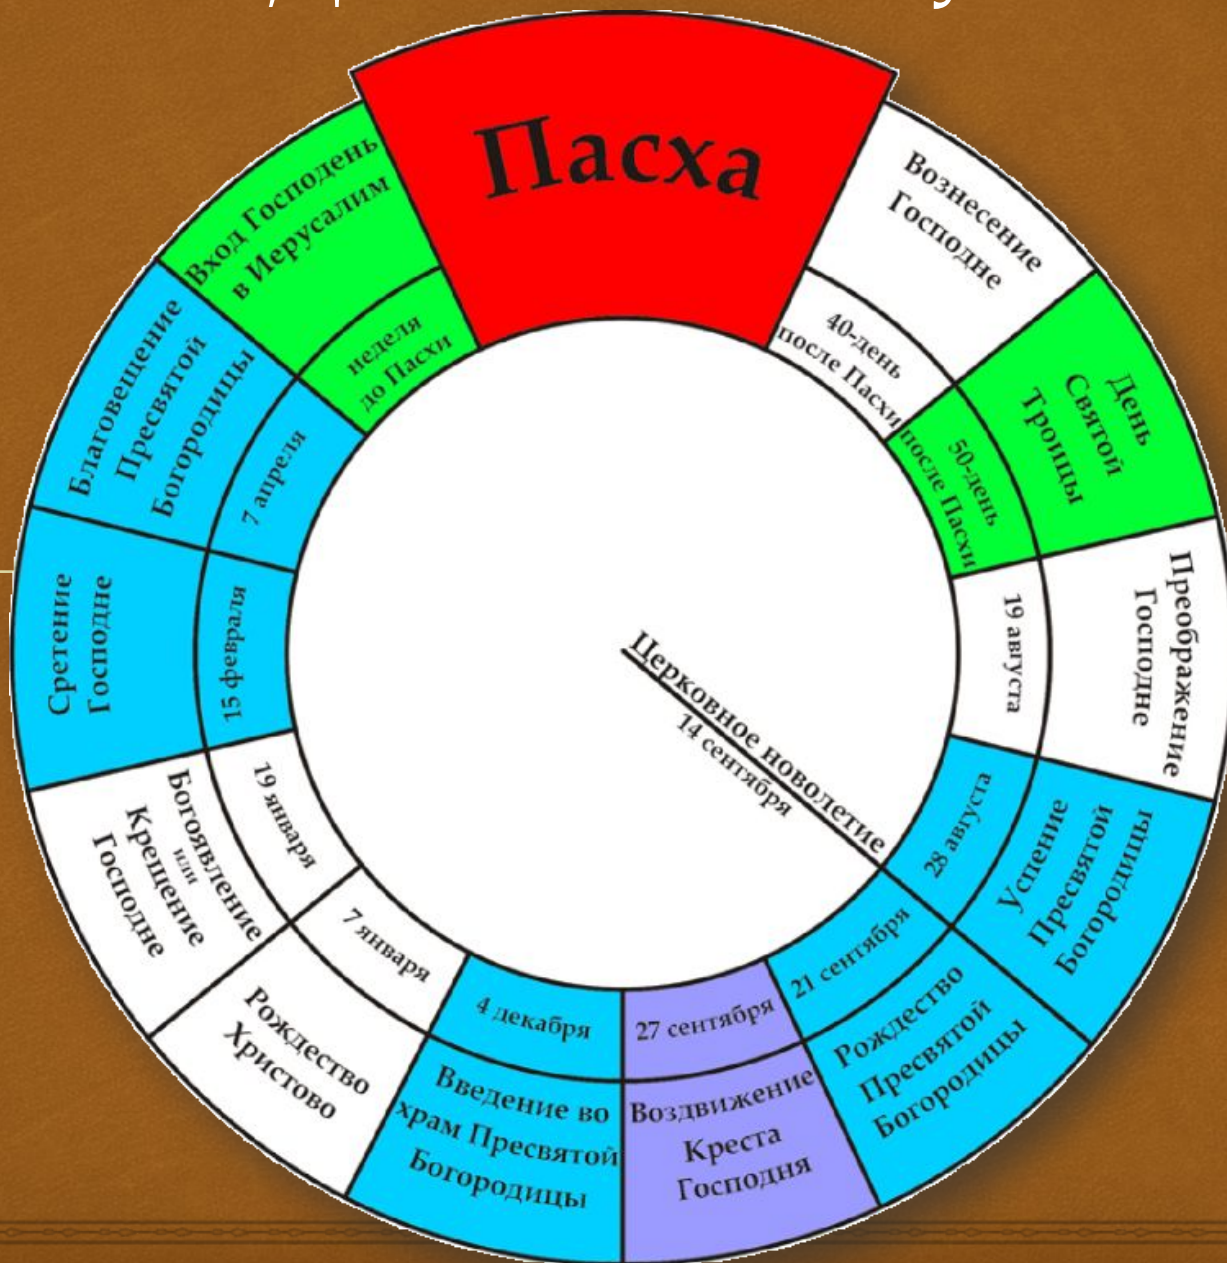 Пасха
Вознесение
Господне
40-день
после Пасхи
День
Святой
Троицы
50-день
после Пасхи
Преображение
Господне
19 августа
Успение
Пресвятой
Богородицы
28 августа
Церковное новолетие
14 сентября
Рождество
Пресвятой
Богородицы
21 сентября
Воздвижение
Креста
Господня
27 сентября
Введение во
храм Пресвятой
Богородицы
4 декабря
Рождество
Христово
7 января
Богоявление
или
Крещение
Господне
19 января
Сретение
Господне
15 февраля
Благовещение
Пресвятой
Богородицы
7 апреля
Вход Господень
в Иерусалим
неделя
до Пасхи